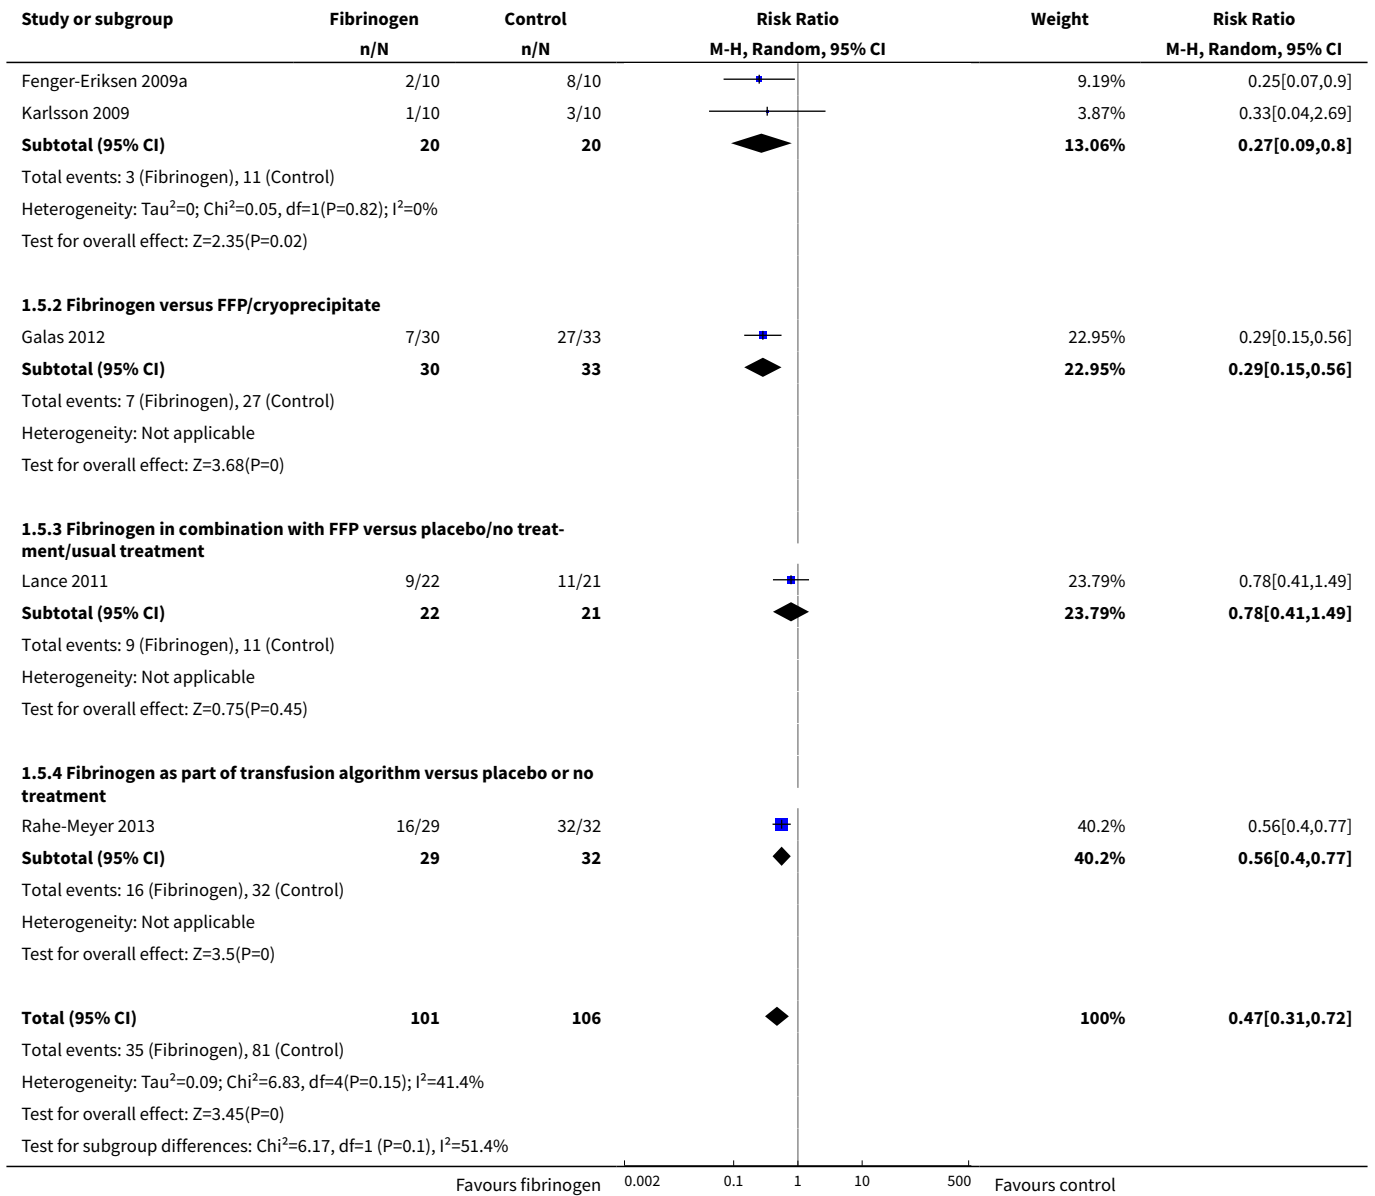 Study or subgroup Fibrinogen Control Risk Ratio Weight Risk Ratio
n/N n/N M-H, Random, 95% CI M-H, Random, 95% CI
Fenger-Eriksen 2009a 2/10 8/10 9.19% 0.25[0.07,0.9]
Karlsson 2009 1/10 3/10 3.87% 0.33[0.04,2.69]
Subtotal (95% CI) 20 20 13.06% 0.27[0.09,0.8]
Total events: 3 (Fibrinogen), 11 (Control)
Heterogeneity: Tau²=0; Chi²=0.05, df=1(P=0.82); I²=0%
Test for overall effect: Z=2.35(P=0.02)
1.5.2 Fibrinogen versus FFP/cryoprecipitate
Galas 2012 7/30 27/33 22.95% 0.29[0.15,0.56]
Subtotal (95% CI) 30 33 22.95% 0.29[0.15,0.56]
Total events: 7 (Fibrinogen), 27 (Control)
Heterogeneity: Not applicable
Test for overall effect: Z=3.68(P=0)
1.5.3 Fibrinogen in combination with FFP versus placebo/no treat-
ment/usual treatment
Lance 2011 9/22 11/21 23.79% 0.78[0.41,1.49]
Subtotal (95% CI) 22 21 23.79% 0.78[0.41,1.49]
Total events: 9 (Fibrinogen), 11 (Control)
Heterogeneity: Not applicable
Test for overall effect: Z=0.75(P=0.45)
1.5.4 Fibrinogen as part of transfusion algorithm versus placebo or no
treatment
Rahe-Meyer 2013 16/29 32/32 40.2% 0.56[0.4,0.77]
Subtotal (95% CI) 29 32 40.2% 0.56[0.4,0.77]
Total events: 16 (Fibrinogen), 32 (Control)
Heterogeneity: Not applicable
Test for overall effect: Z=3.5(P=0)
Total (95% CI) 101 106 100% 0.47[0.31,0.72]
Total events: 35 (Fibrinogen), 81 (Control)
Heterogeneity: Tau²=0.09; Chi²=6.83, df=4(P=0.15); I²=41.4%
Test for overall effect: Z=3.45(P=0)
Test for subgroup differences: Chi²=6.17, df=1 (P=0.1), I²=51.4%
Favours fibrinogen 0.002 0.1 1 10 500 Favours control